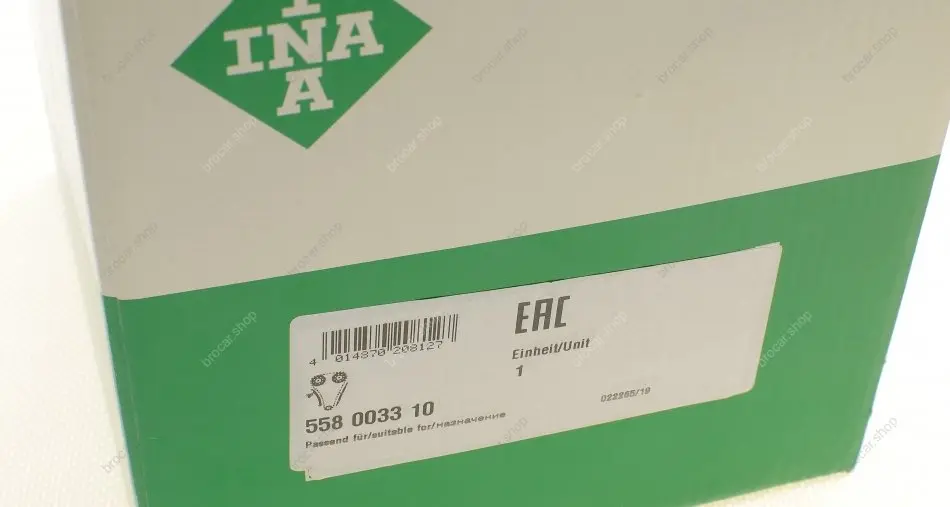 I
INA
A
EAC
4 014870 208127
Einheit/Unit
1
558 0033 10
022265/19
Passend für/suitable for/назначение
brocar.shop